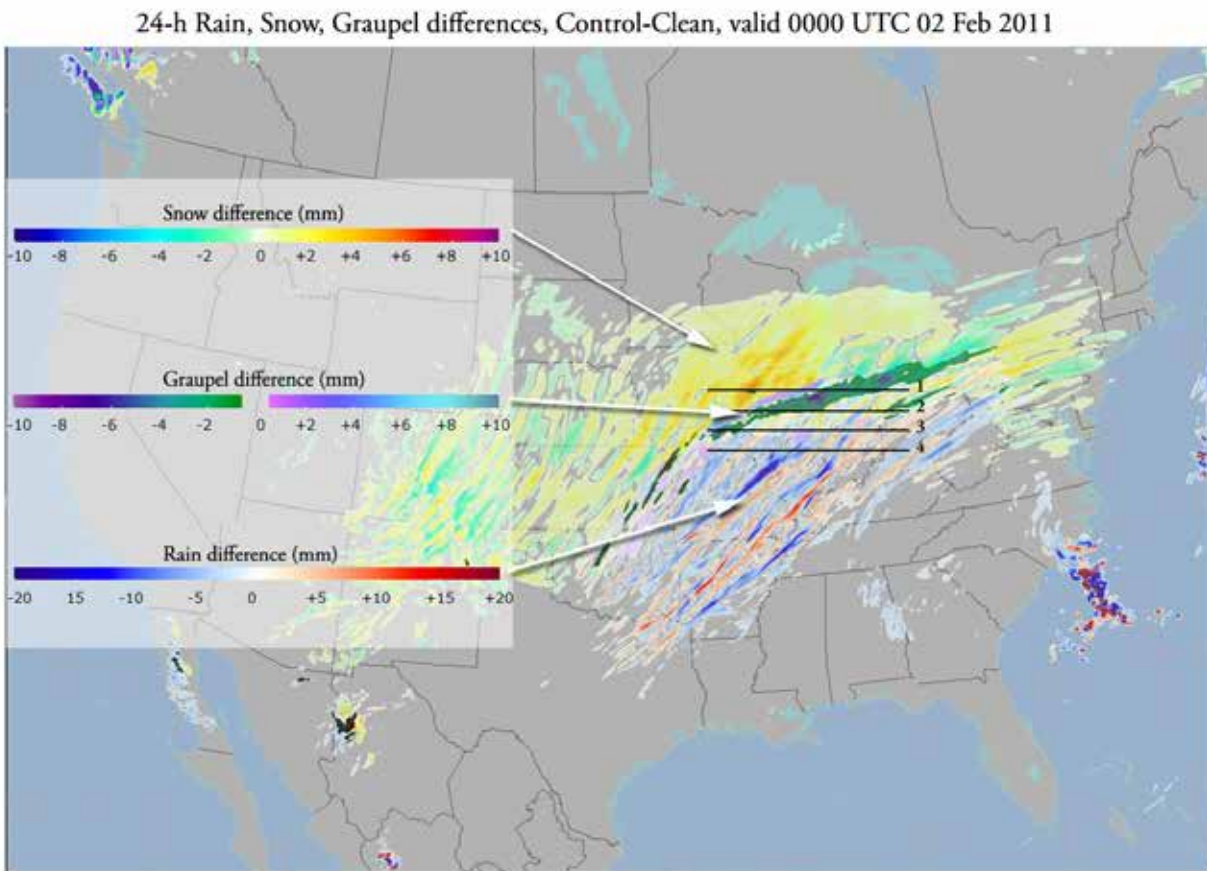 24-h Rain, Snow, Graupel differences, Control-Clean, valid 0000 UTC 02 Feb 2011
Snow difference (mm)
-10 -8 -6 -4 -2 0 +2 +4 +6 +8 +10
Graupel difference (mm)
-10 -8 -6 -4 -2 0 +2 +4 +6 +8 +10
1
2
3
4
Rain difference (mm)
-20 15 -10 -5 0 +5 +10 +15 +20